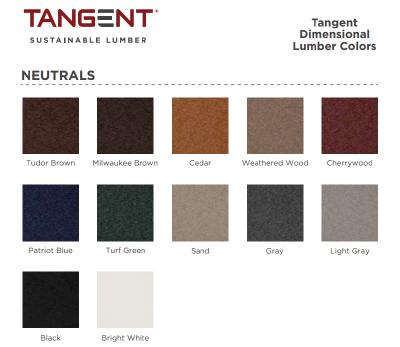 TANGENT®
SUSTAINABLE LUMBER
Tangent
Dimensional
Lumber Colors
NEUTRALS
Tudor Brown Milwaukee Brown Cedar Weathered Wood Cherrywood
Patriot Blue Turf Green Sand Gray Light Gray
Black Bright White